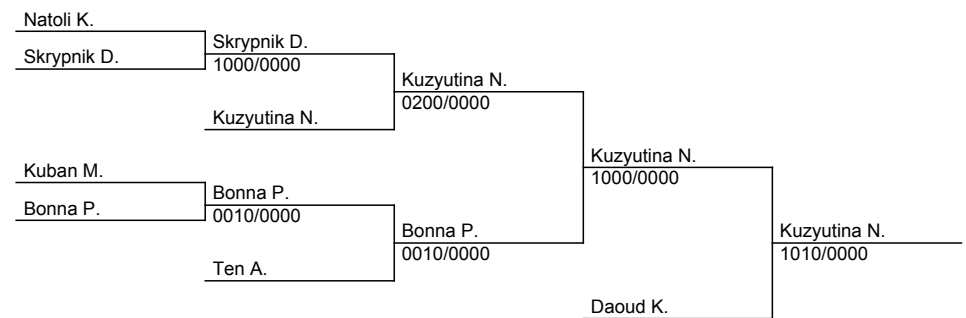 Natoli K.
Skrypnik D.
Skrypnik D.
1000/0000
Kuzyutina N.
0200/0000
Kuzyutina N.
Kuzyutina N.
1000/0000
Kuban M.
Bonna P.
Bonna P.
0010/0000
Bonna P.
0010/0000
Kuzyutina N.
1010/0000
Ten A.
Daoud K.